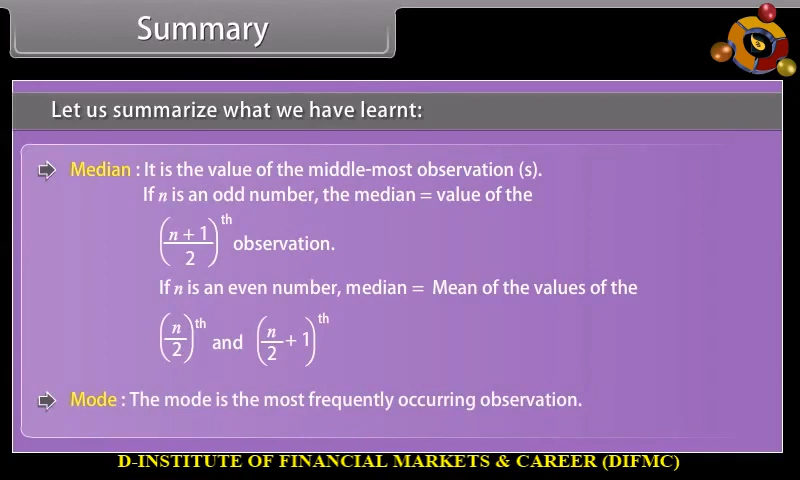 Summary
Let us summarize what we have learnt:
Median : It is the value of the middle-most observation (s).
If n is an odd number, the median = value of the
((n + 1)/2)th observation.
If n is an even number, median = Mean of the values of the
(n/2)th and (n/2 + 1)th
Mode : The mode is the most frequently occurring observation.
D-INSTITUTE OF FINANCIAL MARKETS & CAREER (DIFMC)